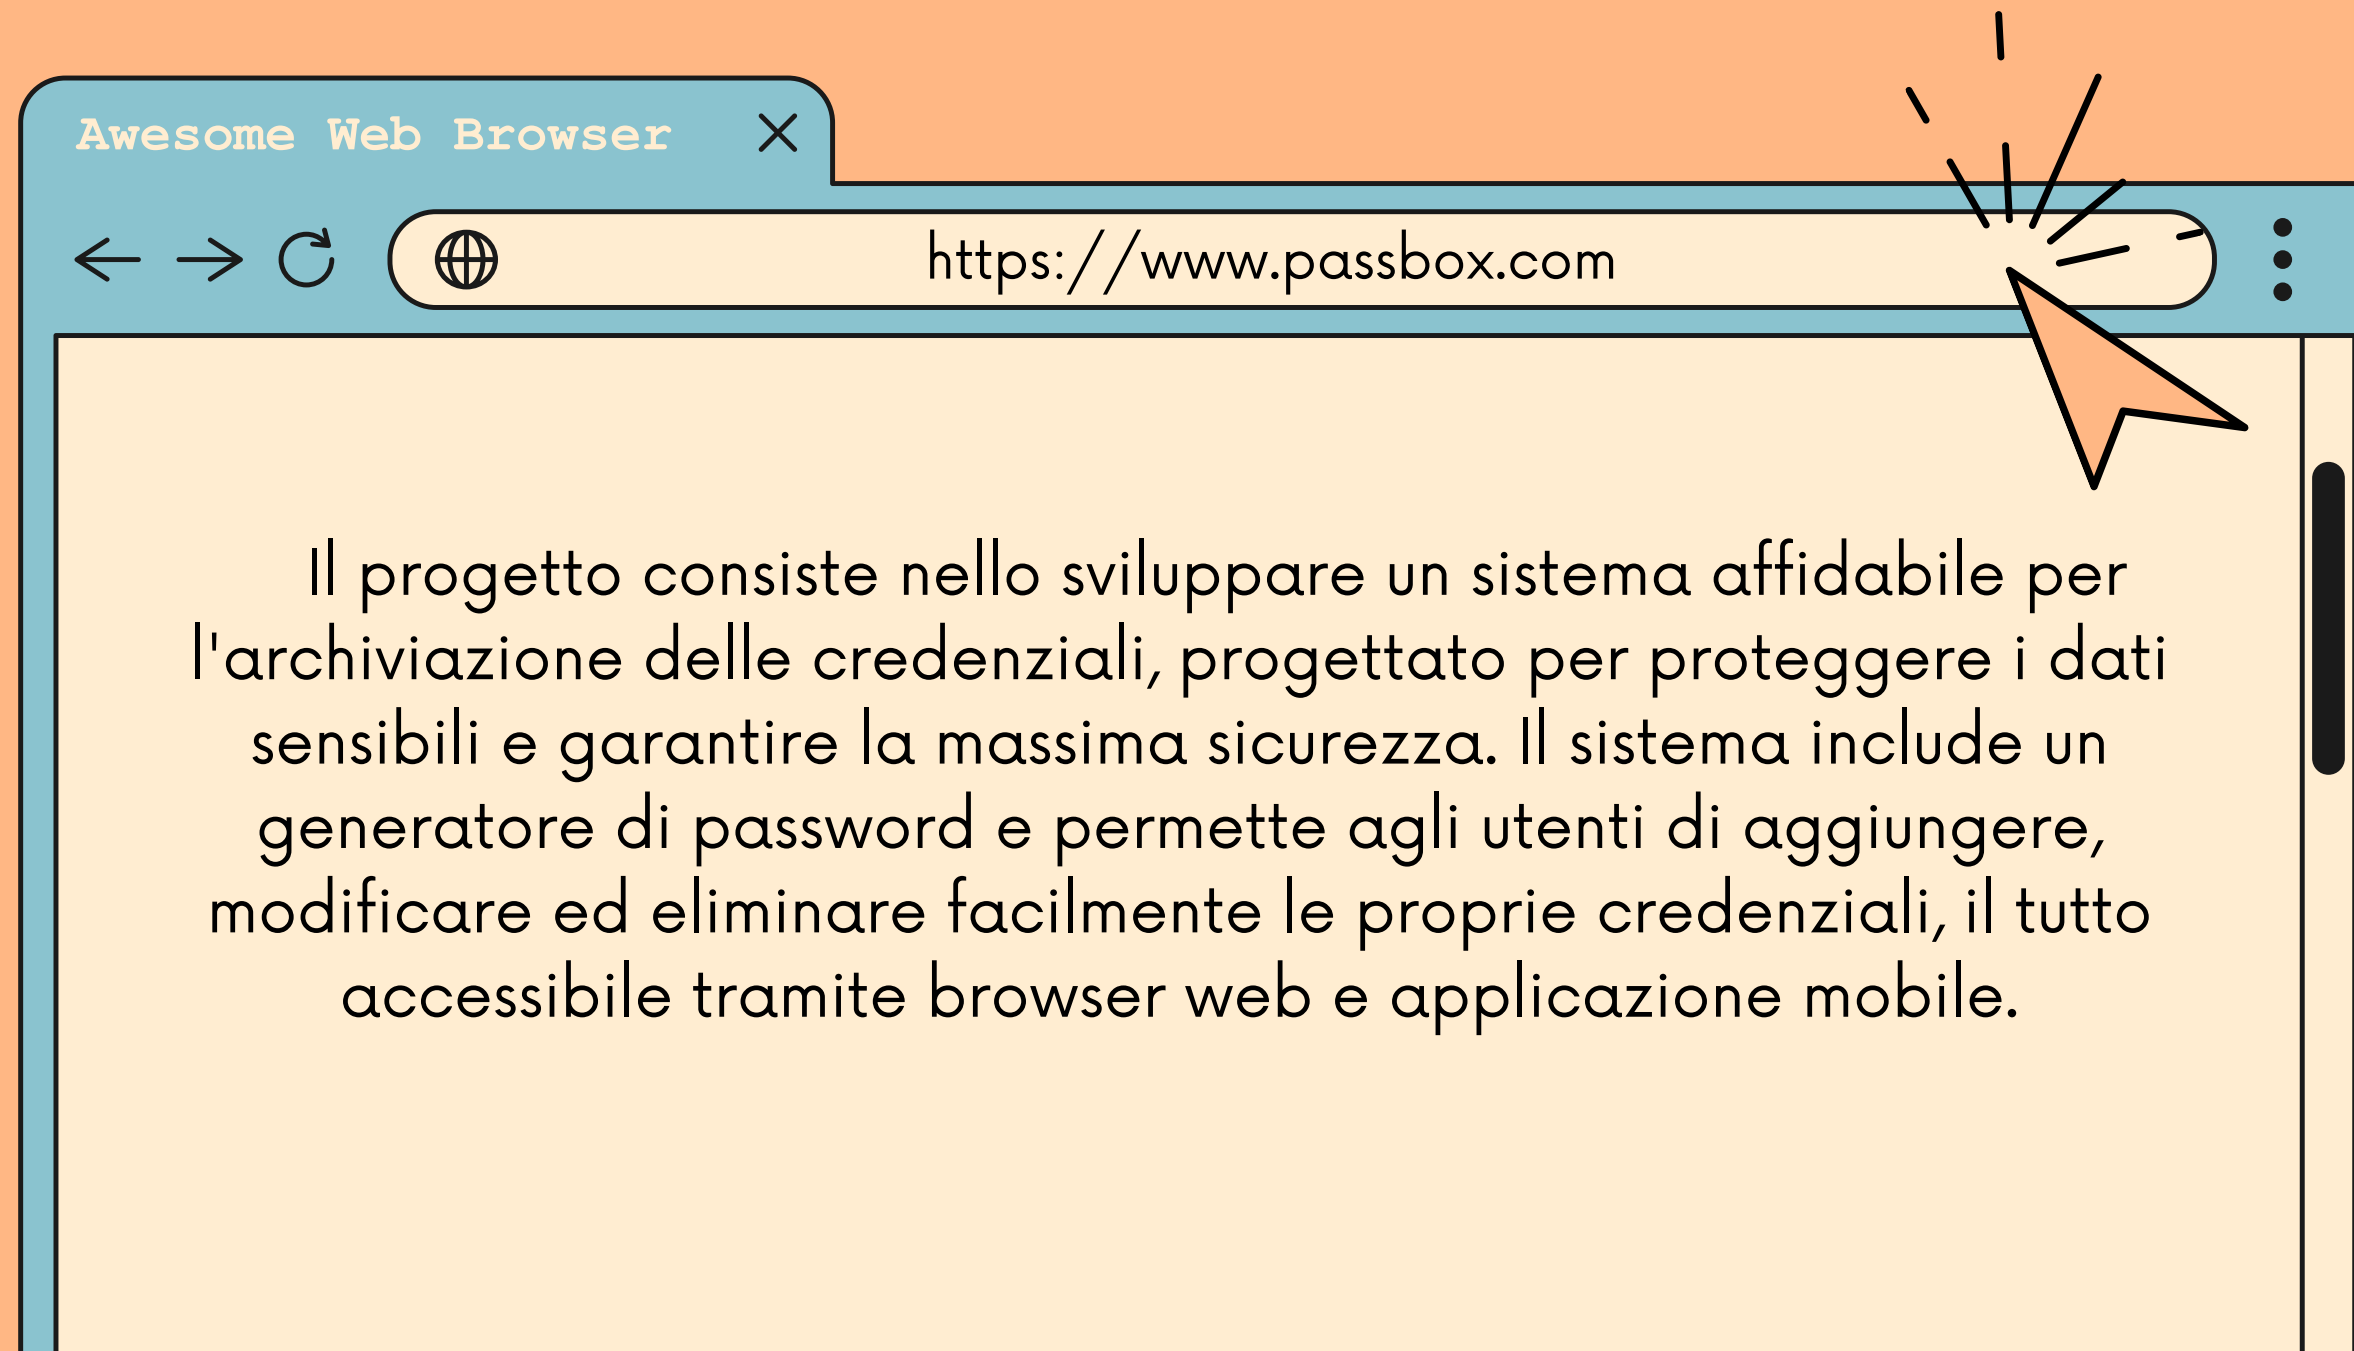 Awesome Web Browser
https://www.passbox.com
Il progetto consiste nello sviluppare un sistema affidabile per
l'archiviazione delle credenziali, progettato per proteggere i dati
sensibili e garantire la massima sicurezza. Il sistema include un
generatore di password e permette agli utenti di aggiungere,
modificare ed eliminare facilmente le proprie credenziali, il tutto
accessibile tramite browser web e applicazione mobile.